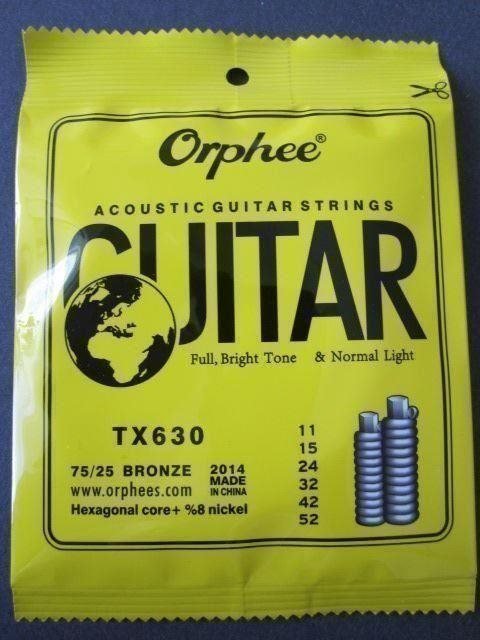 Orphee®
ACOUSTIC GUITAR STRINGS
GUITAR
Full, Bright Tone & Normal Light
TX630
75/25 BRONZE
www.orphees.com
Hexagonal core+ %8 nickel
2014
MADE
IN CHINA
11
15
24
32
42
52